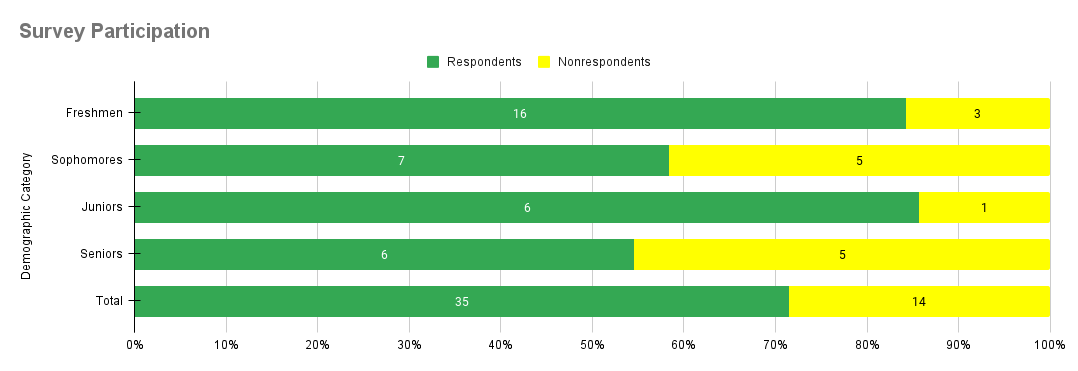 Survey Participation
Respondents Nonrespondents
Demographic Category
Freshmen 16 3
Sophomores 7 5
Juniors 6 1
Seniors 6 5
Total 35 14
0% 10% 20% 30% 40% 50% 60% 70% 80% 90% 100%